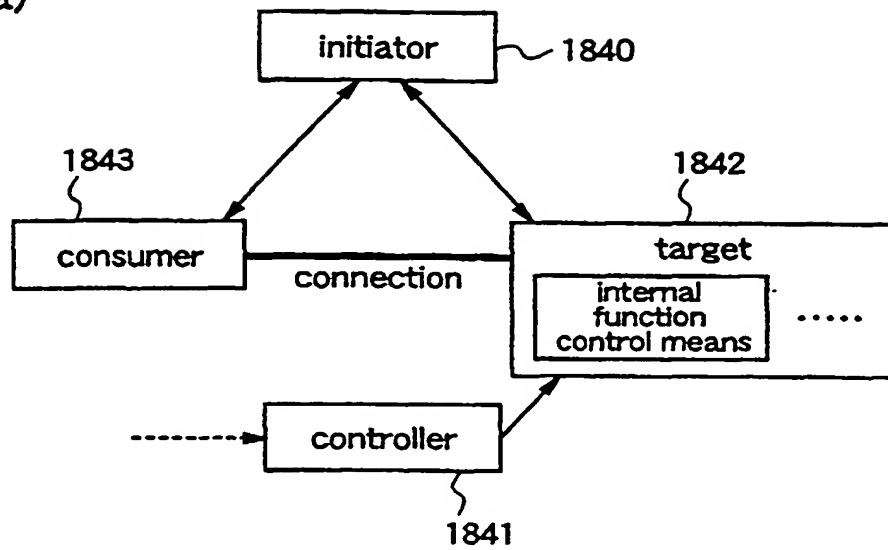 initiator
1840
1843
1842
consumer
connection
target
internal
function
control means
controller
1841